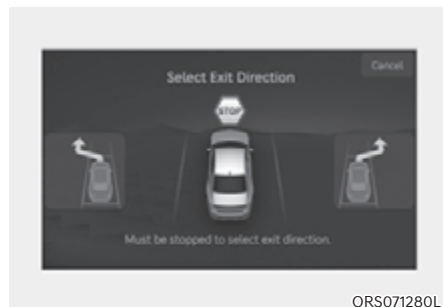 Cancel
Select Exit Direction
STOP
Must be stopped to select exit direction.
ORS071280L